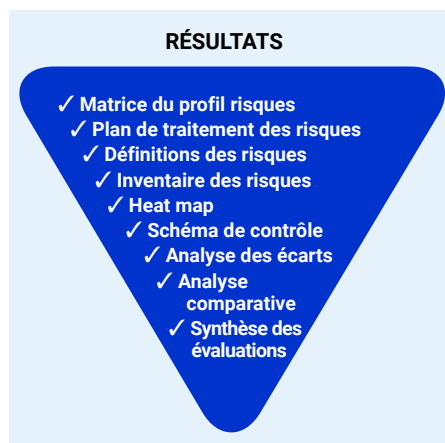 RÉSULTATS
✓ Matrice du profil risques
✓ Plan de traitement des risques
✓ Définitions des risques
✓ Inventaire des risques
✓ Heat map
✓ Schéma de contrôle
✓ Analyse des écarts
✓ Analyse
comparative
✓ Synthèse des
évaluations